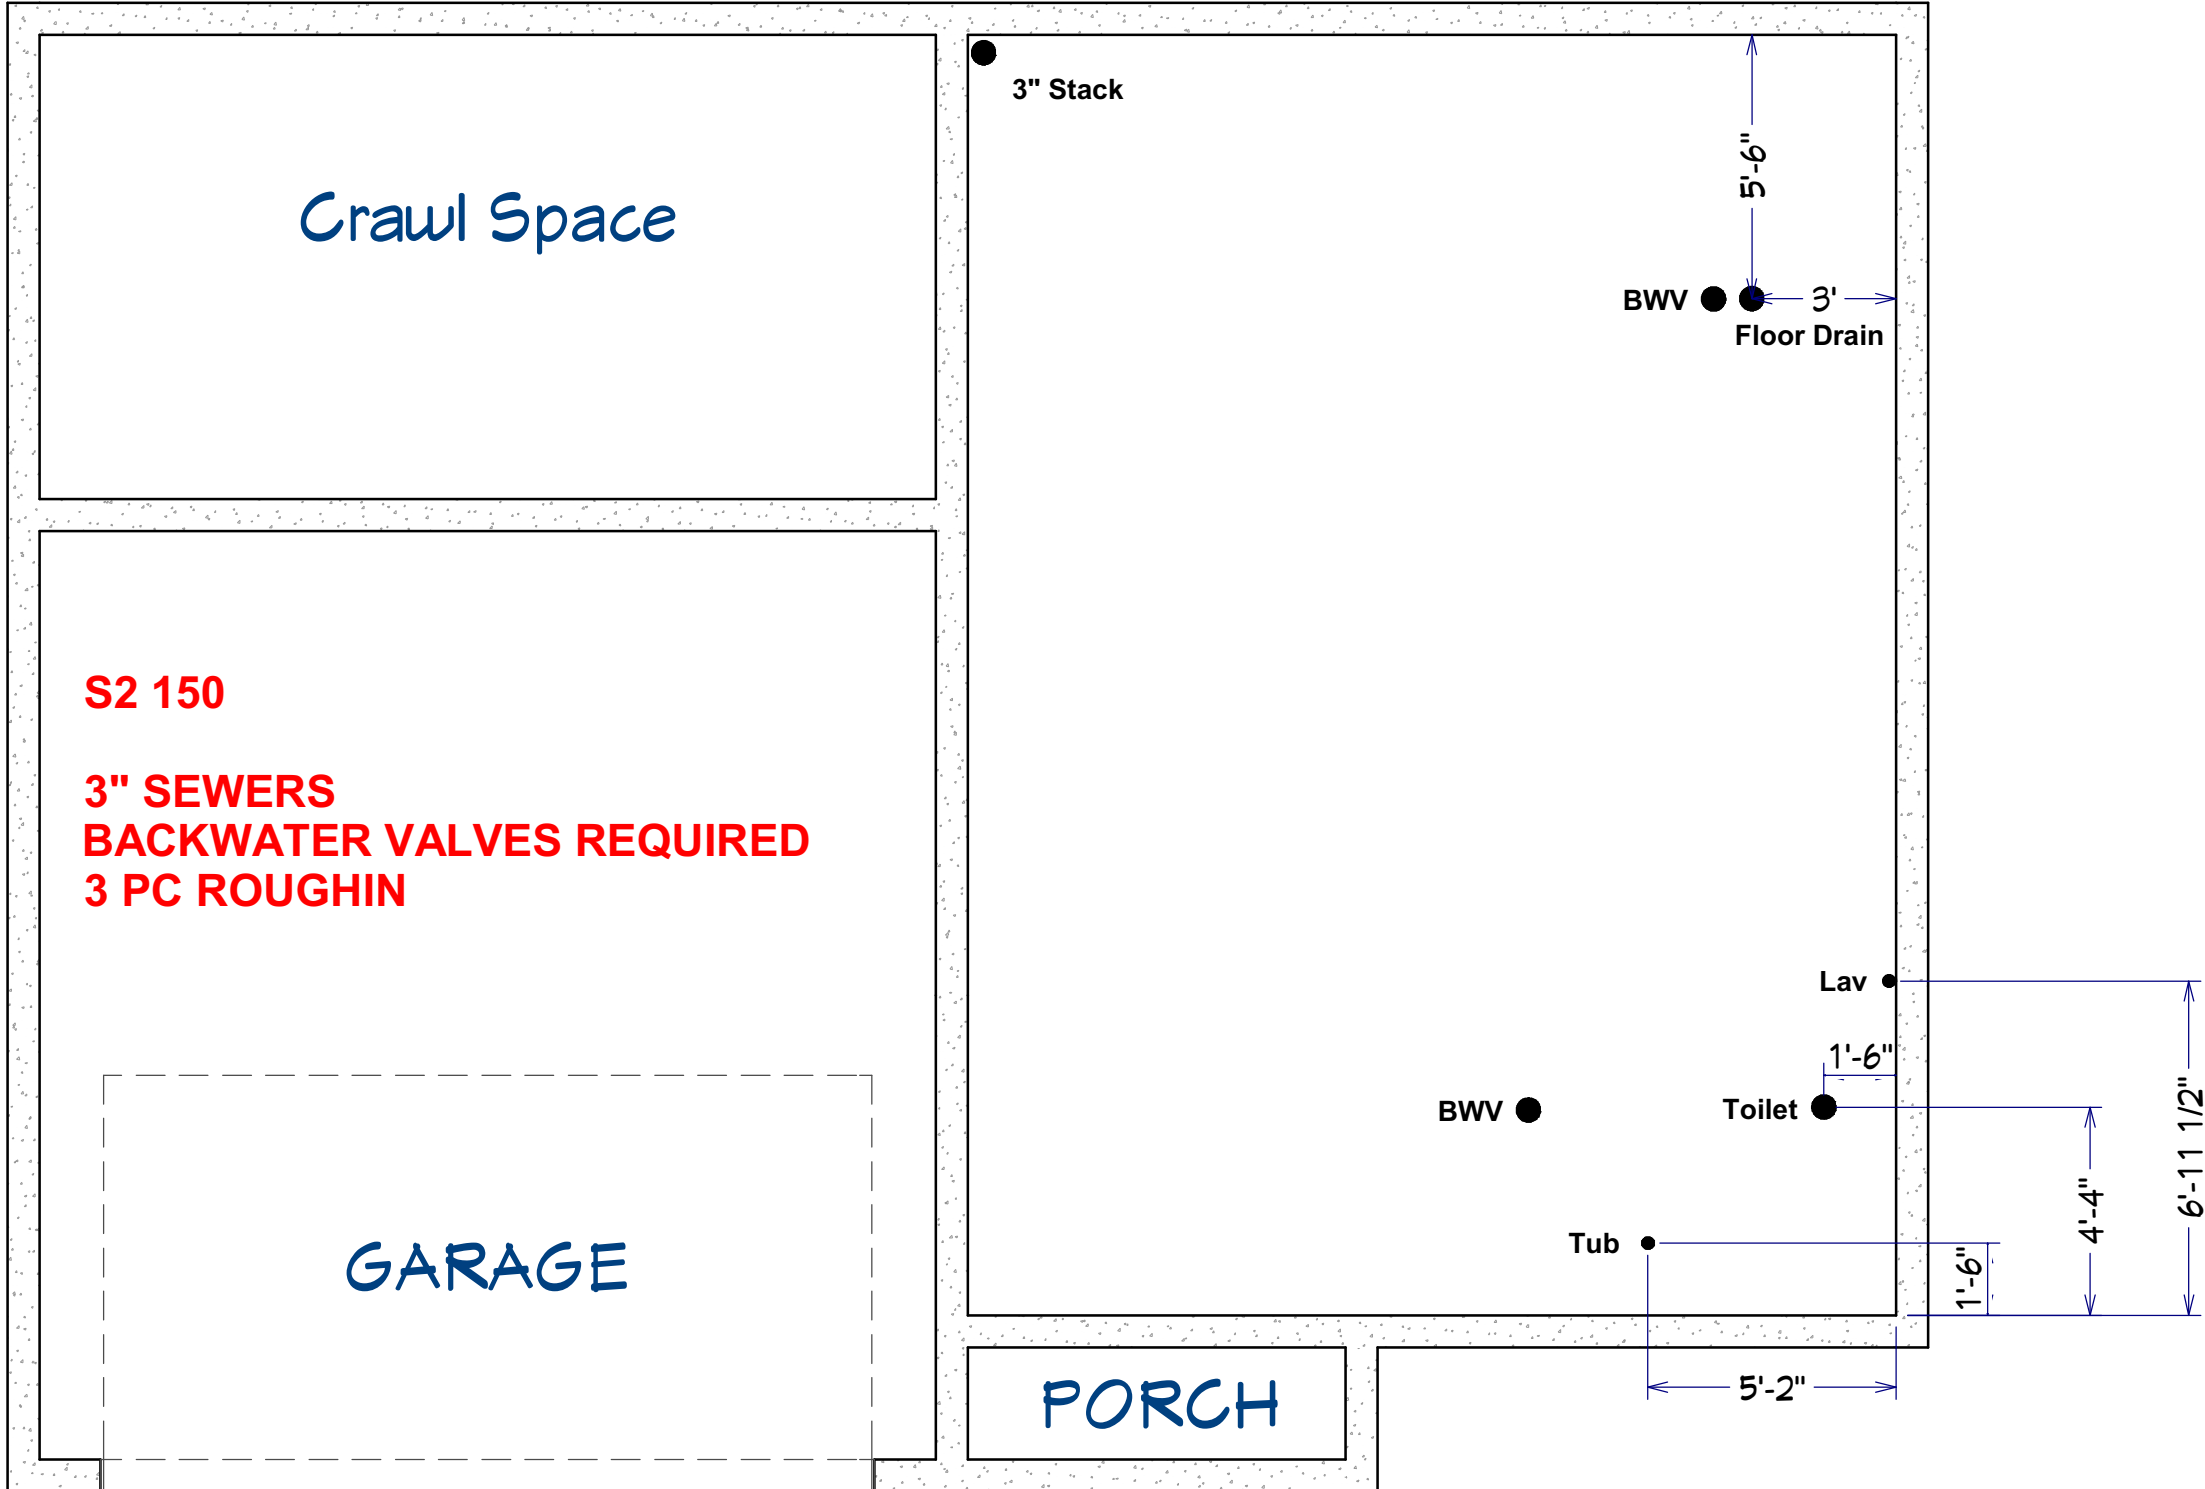 3" Stack
5'-6"
Crawl Space
BWV
3'
Floor Drain
S2 150
3" SEWERS
BACKWATER VALVES REQUIRED
3 PC ROUGHIN
Lav
1'-6"
BWV
Toilet
6'-11 1/2"
4'-4"
Tub
1'-6"
GARAGE
PORCH
5'-2"